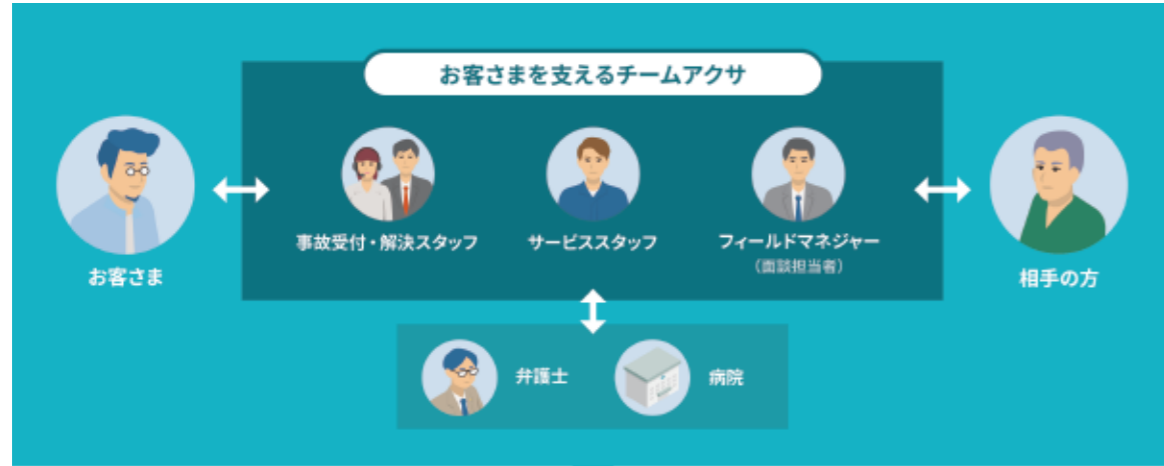 お客さまを支えるチームアクサ
お客さま
事故受付・解決スタッフ
サービススタッフ
フィールドマネジャー
（面談担当者）
相手の方
弁護士
病院